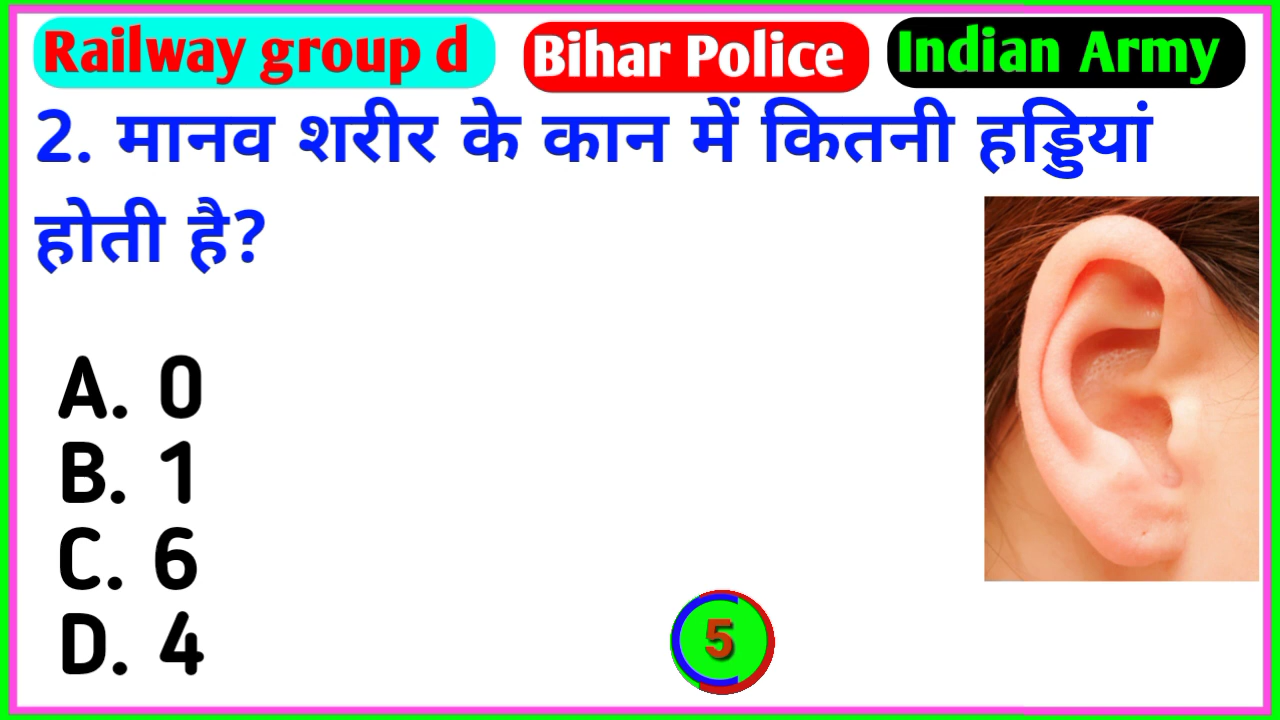 Railway group d Bihar Police Indian Army
2. मानव शरीर के कान में कितनी हड्डियां
होती है?
A. 0
B. 1
C. 6
D. 4
5